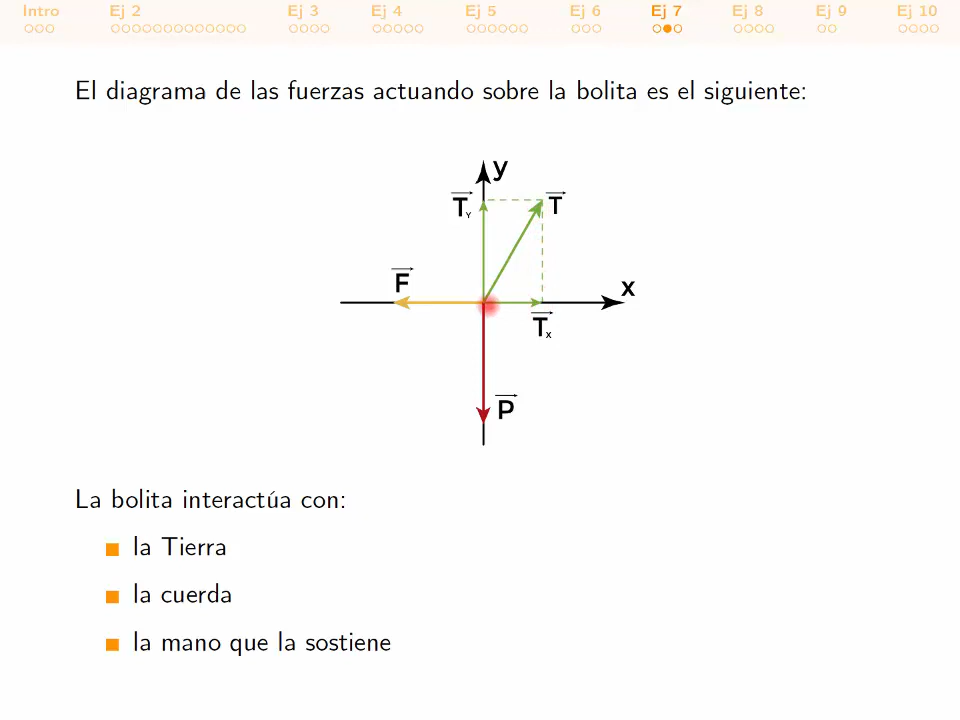 Intro Ej 2 Ej 3 Ej 4 Ej 5 Ej 6 Ej 7 Ej 8 Ej 9 Ej 10
El diagrama de las fuerzas actuando sobre la bolita es el siguiente:
y
T
Y
T
F
x
T
X
P
La bolita interactúa con:
la Tierra
la cuerda
la mano que la sostiene